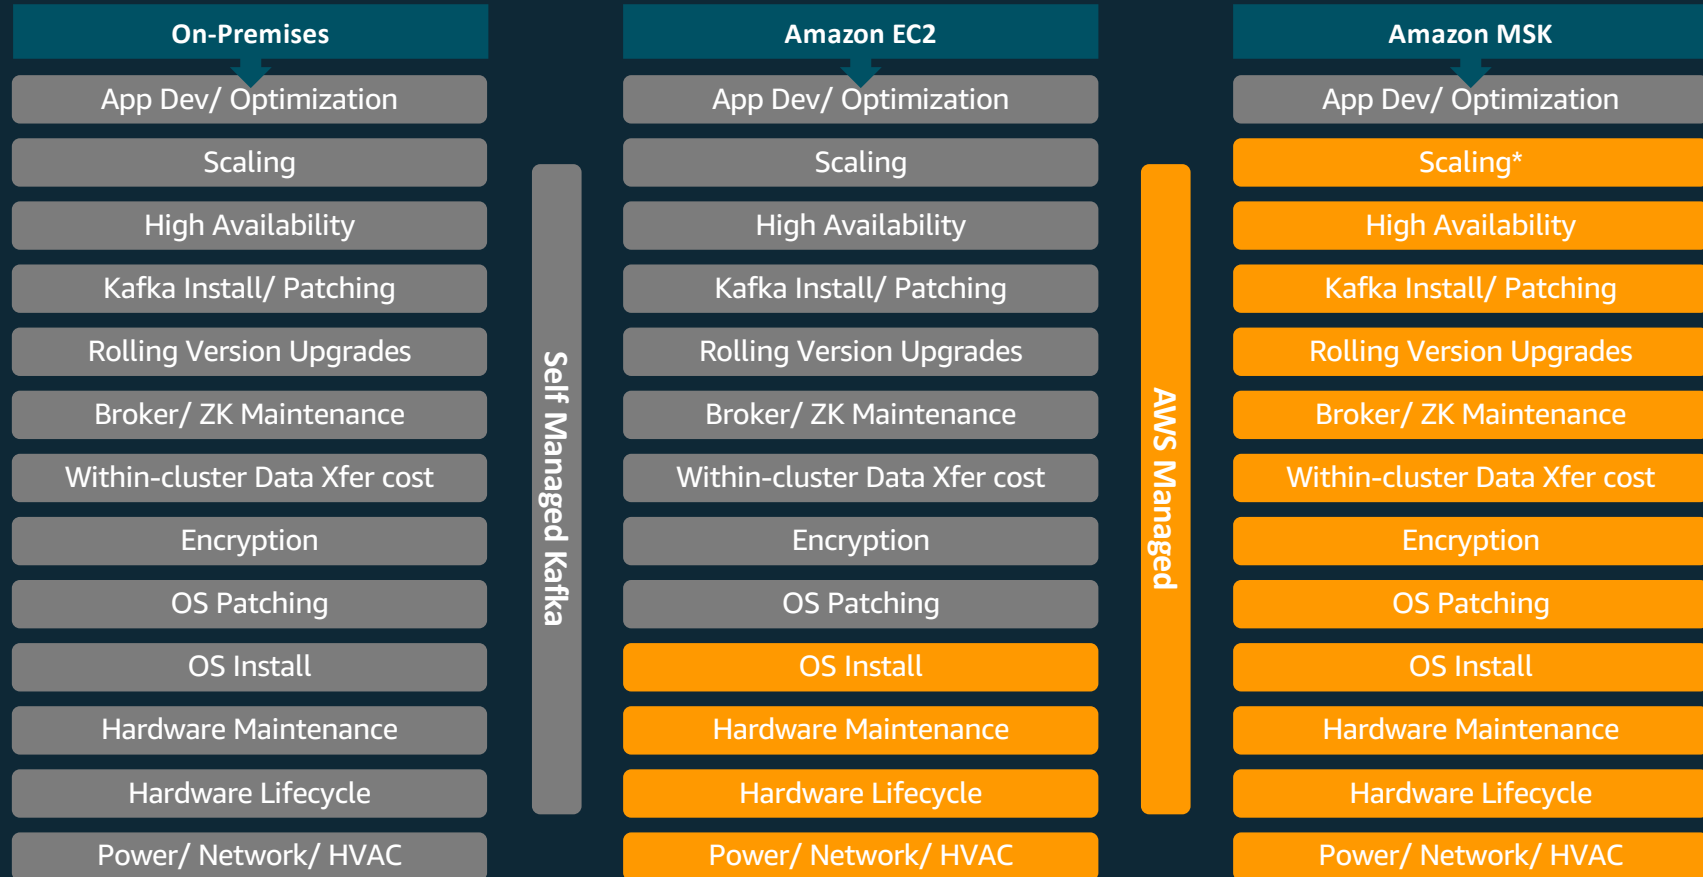 On-Premises
App Dev/ Optimization
Scaling
High Availability
Kafka Install/ Patching
Rolling Version Upgrades
Broker/ ZK Maintenance
Within-cluster Data Xfer cost
Encryption
OS Patching
OS Install
Hardware Maintenance
Hardware Lifecycle
Power/ Network/ HVAC
Self Managed Kafka
Amazon EC2
App Dev/ Optimization
Scaling
High Availability
Kafka Install/ Patching
Rolling Version Upgrades
Broker/ ZK Maintenance
Within-cluster Data Xfer cost
Encryption
OS Patching
OS Install
Hardware Maintenance
Hardware Lifecycle
Power/ Network/ HVAC
AWS Managed
Amazon MSK
App Dev/ Optimization
Scaling*
High Availability
Kafka Install/ Patching
Rolling Version Upgrades
Broker/ ZK Maintenance
Within-cluster Data Xfer cost
Encryption
OS Patching
OS Install
Hardware Maintenance
Hardware Lifecycle
Power/ Network/ HVAC